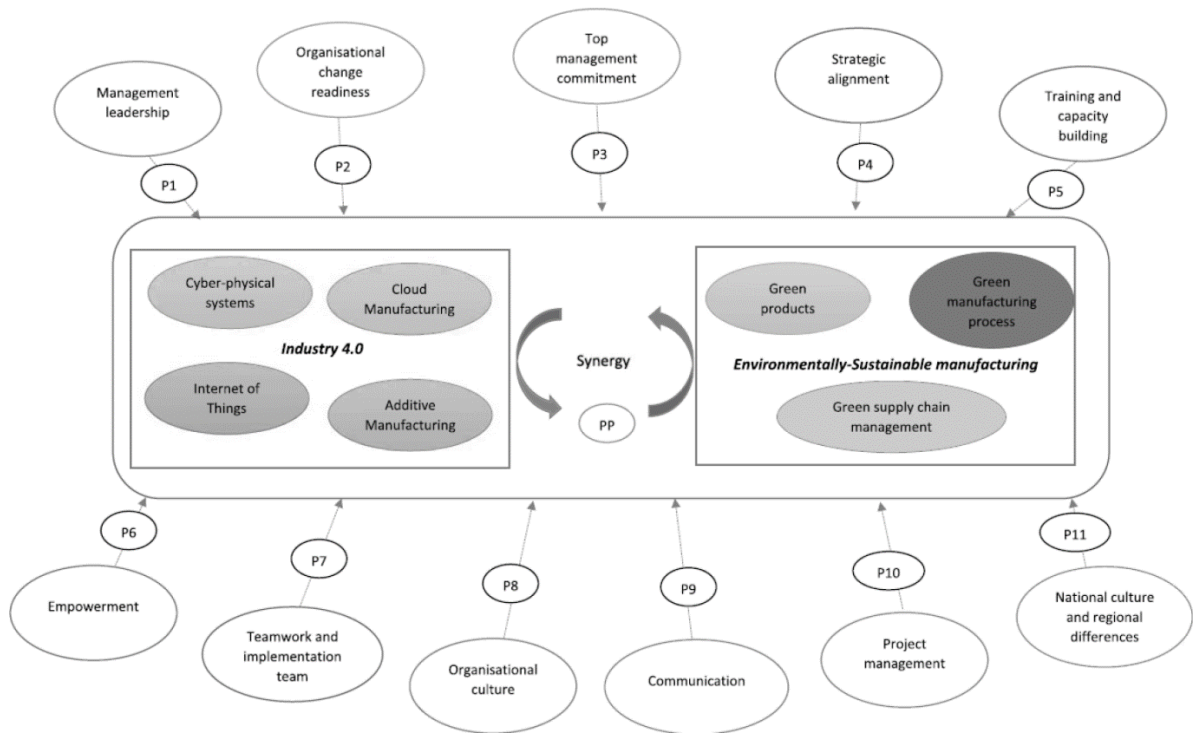 Management
leadership
Organisational
change
readiness
Top
management
commitment
Strategic
alignment
Training and
capacity
building
P1
P2
P3
P4
P5
Cyber-physical
systems
Cloud
Manufacturing
Industry 4.0
Internet of
Things
Additive
Manufacturing
Synergy
PP
Green
products
Green
manufacturing
process
Environmentally-Sustainable manufacturing
Green supply chain
management
P6
P7
P8
P9
P10
P11
Empowerment
Teamwork and
implementation
team
Organisational
culture
Communication
Project
management
National culture
and regional
differences